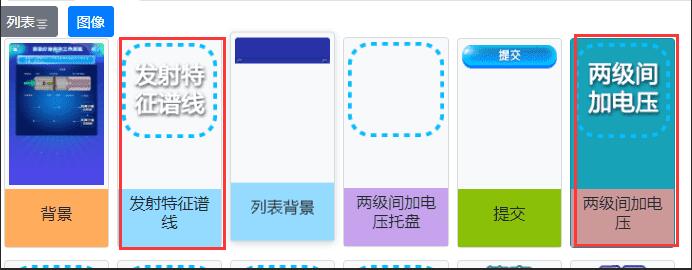 列表 图像
发射特
征谱线
提交
两级间
加电压
背景
发射特征谱
线
列表背景
两级间加电
压托盘
提交
两级间加电
压